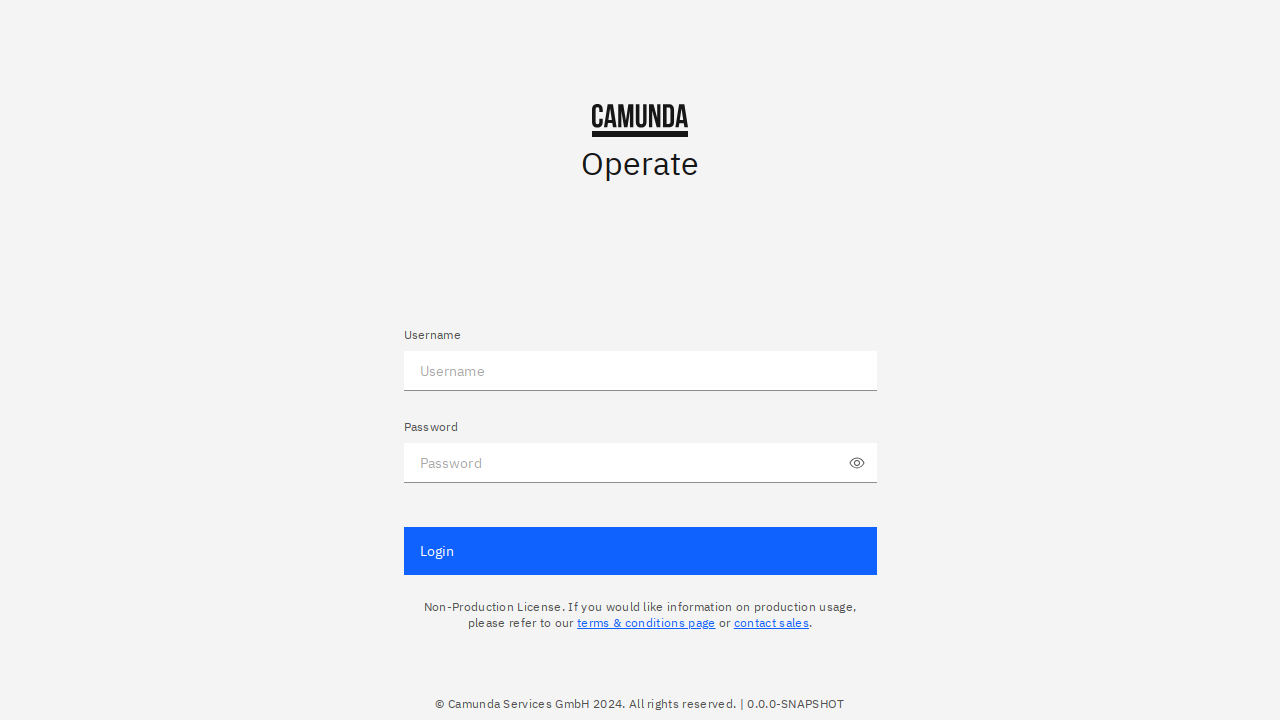 CAMUNDA
Operate
Username
Username
Password
Password
Login
Non-Production License. If you would like information on production usage,
please refer to our terms & conditions page or contact sales.
© Camunda Services GmbH 2024. All rights reserved. | 0.0.0-SNAPSHOT